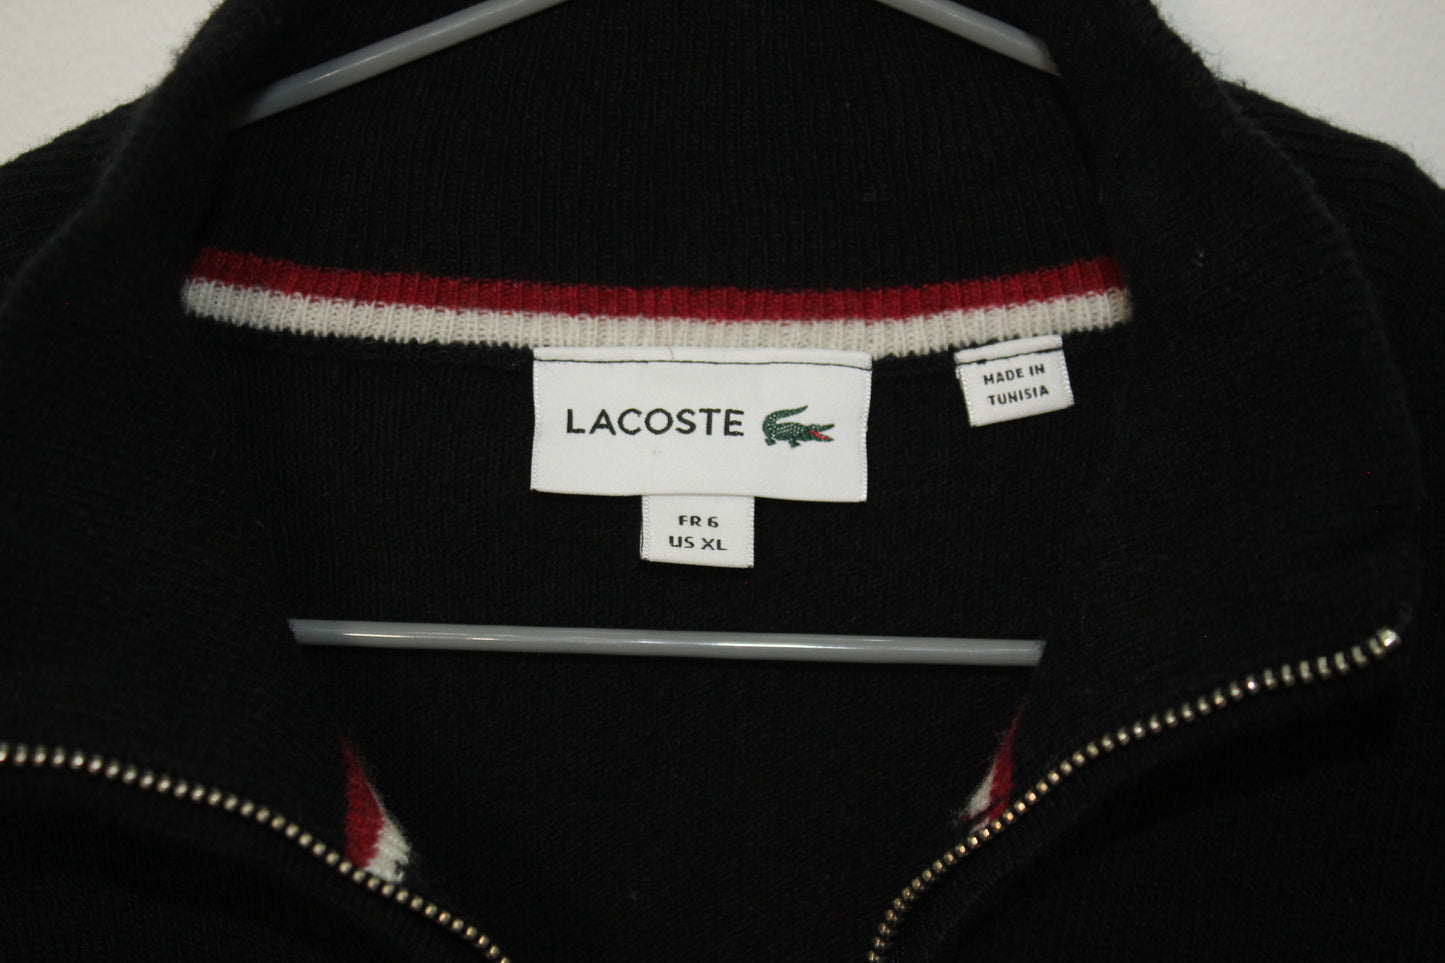 LACOSTE
MADE IN
TUNISIA
FR 6
US XL